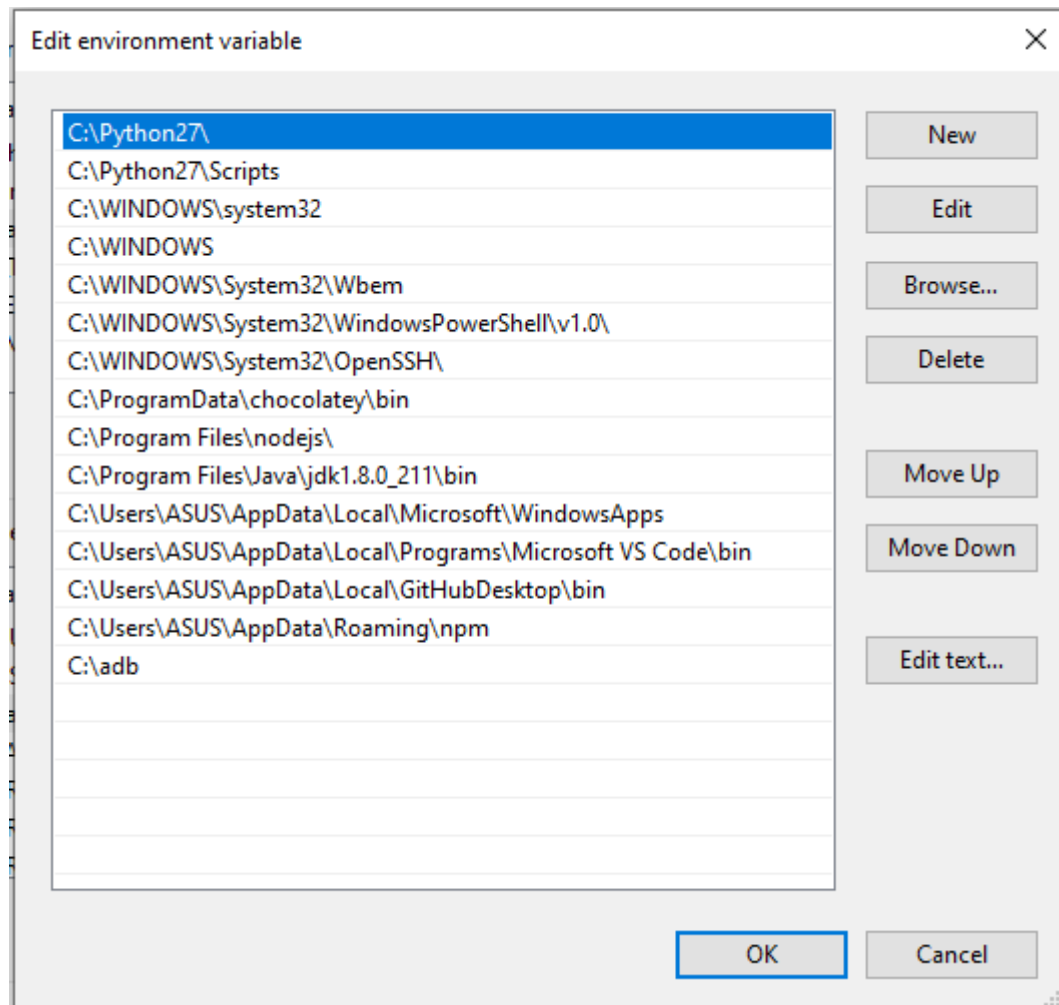 Edit environment variable
C:\Python27\
C:\Python27\Scripts
C:\WINDOWS\system32
C:\WINDOWS
C:\WINDOWS\System32\Wbem
C:\WINDOWS\System32\WindowsPowerShell\v1.0\
C:\WINDOWS\System32\OpenSSH\
C:\ProgramData\chocolatey\bin
C:\Program Files\nodejs\
C:\Program Files\Java\jdk1.8.0_211\bin
C:\Users\ASUS\AppData\Local\Microsoft\WindowsApps
C:\Users\ASUS\AppData\Local\Programs\Microsoft VS Code\bin
C:\Users\ASUS\AppData\Local\GitHubDesktop\bin
C:\Users\ASUS\AppData\Roaming\npm
C:\adb
New
Edit
Browse...
Delete
Move Up
Move Down
Edit text...
OK
Cancel